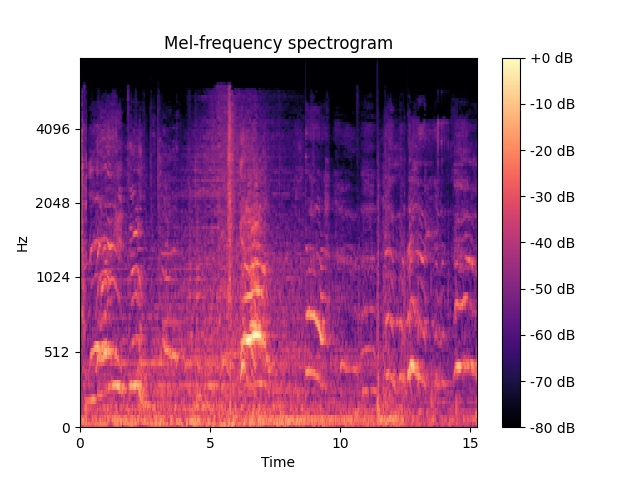 Mel-frequency spectrogram
Hz
4096
2048
1024
512
0
0 5 10 15
Time
+0 dB
-10 dB
-20 dB
-30 dB
-40 dB
-50 dB
-60 dB
-70 dB
-80 dB